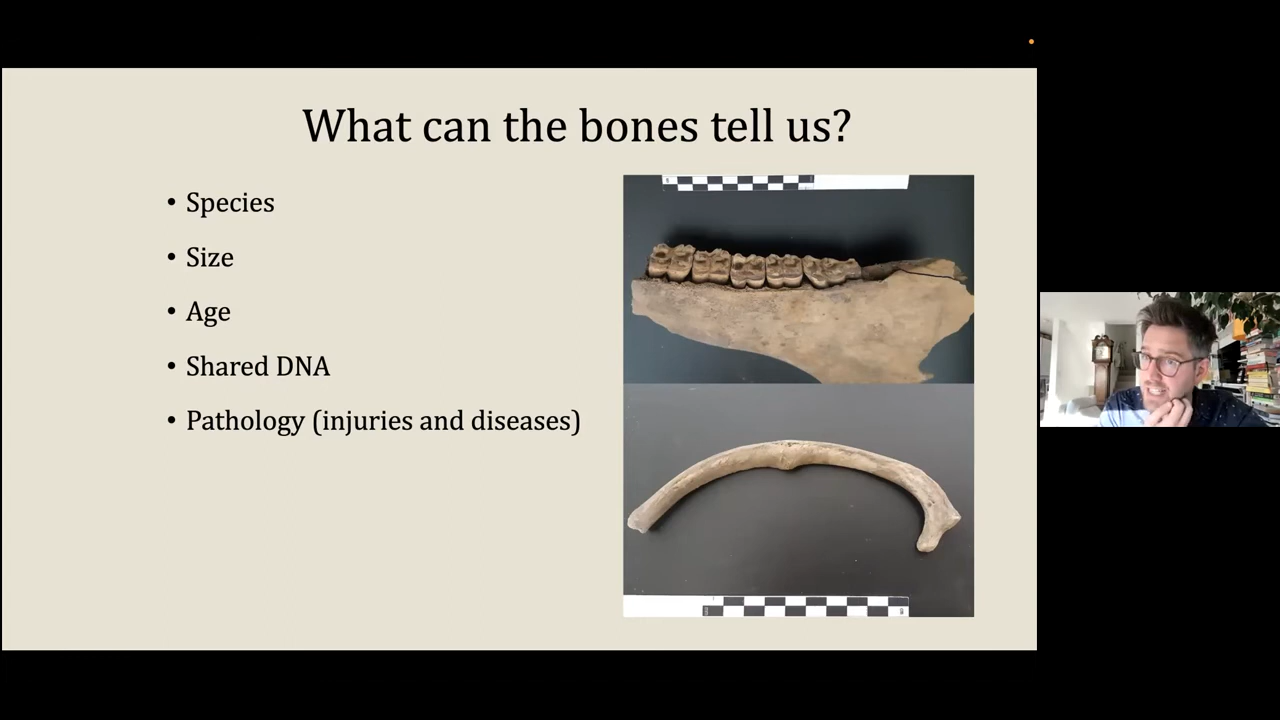 What can the bones tell us?
• Species
• Size
• Age
• Shared DNA
• Pathology (injuries and diseases)